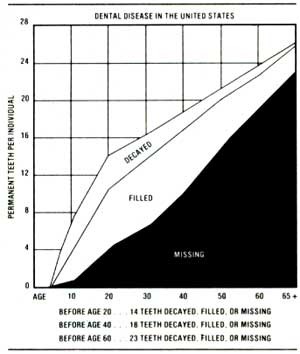 DENTAL DISEASE IN THE UNITED STATES
28
24
20
16
12
8
4
0
PERMANENT TEETH PER INDIVIDUAL
DECAYED
FILLED
MISSING
AGE 10 20 30 40 50 60 65 +
BEFORE AGE 20 . . . 14 TEETH DECAYED, FILLED, OR MISSING
BEFORE AGE 40 . . . 18 TEETH DECAYED, FILLED, OR MISSING
BEFORE AGE 60 . . . 23 TEETH DECAYED, FILLED, OR MISSING